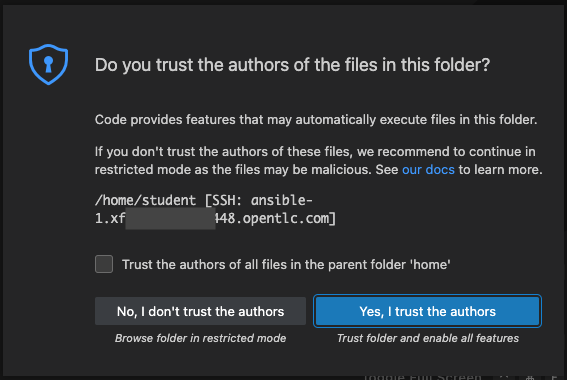 Do you trust the authors of the files in this folder?
Code provides features that may automatically execute files in this folder.
If you don't trust the authors of these files, we recommend to continue in
restricted mode as the files may be malicious. See our docs to learn more.
/home/student [SSH: ansible-
1.xf 448.opentlc.com]
Trust the authors of all files in the parent folder 'home'
No, I don't trust the authors
Yes, I trust the authors
Browse folder in restricted mode
Trust folder and enable all features
Toggle Full Screen